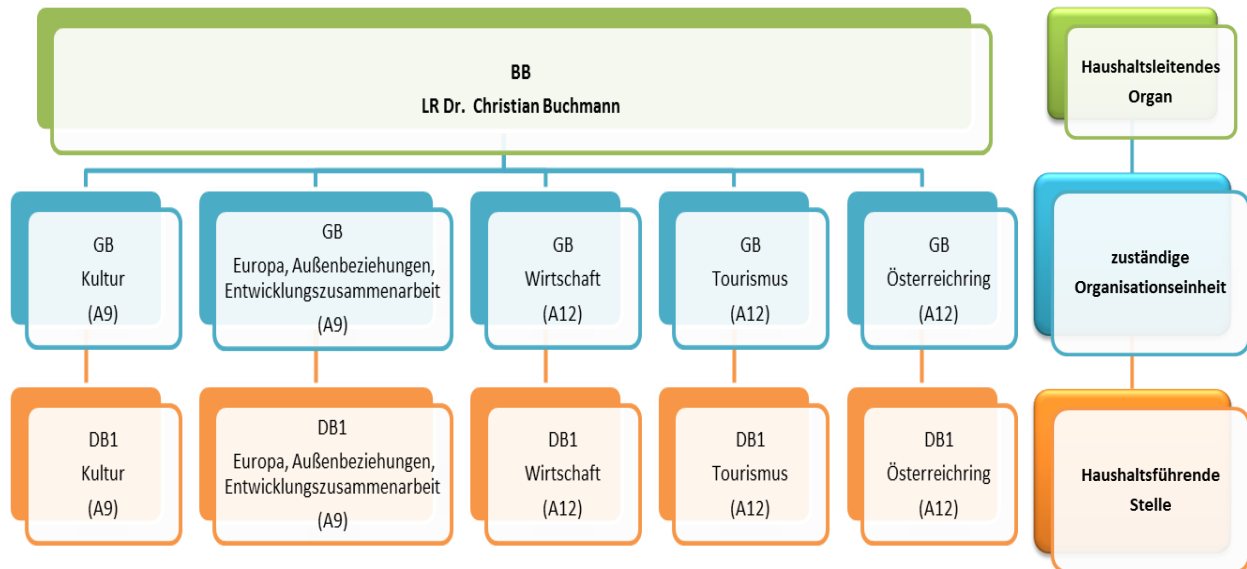 BB
LR Dr. Christian Buchmann
Haushaltsleitendes
Organ
GB
Kultur
(A9)
GB
Europa, Außenbeziehungen,
Entwicklungszusammenarbeit
(A9)
GB
Wirtschaft
(A12)
GB
Tourismus
(A12)
GB
Österreichring
(A12)
zuständige
Organisationseinheit
DB1
Kultur
(A9)
DB1
Europa, Außenbeziehungen,
Entwicklungszusammenarbeit
(A9)
DB1
Wirtschaft
(A12)
DB1
Tourismus
(A12)
DB1
Österreichring
(A12)
Haushaltsführende
Stelle